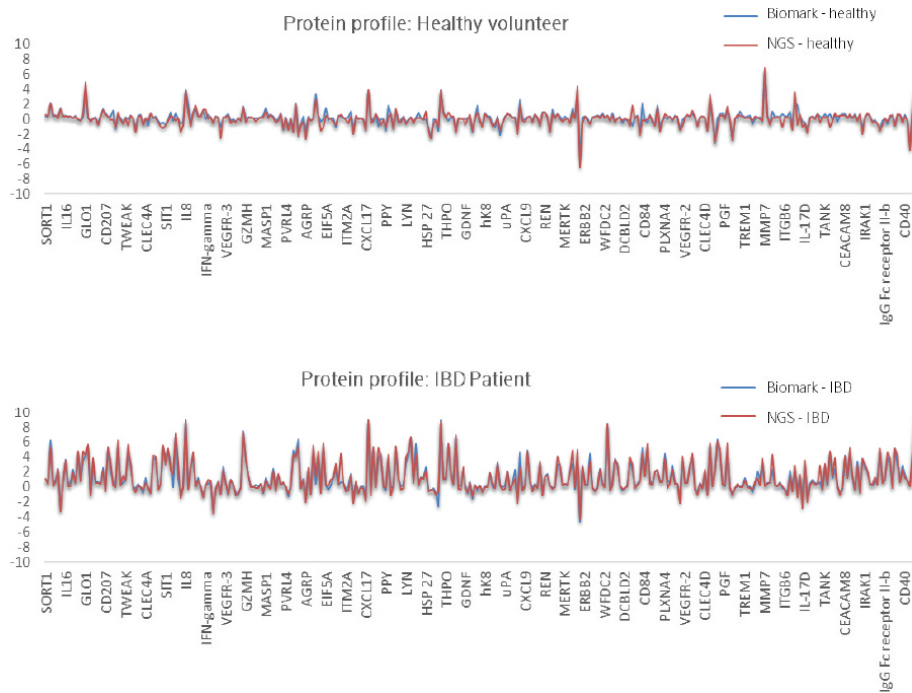 Protein profile: Healthy volunteer
Biomark - healthy
NGS - healthy
10
8
6
4
2
0
-2
-4
-6
-8
-10
SORT1
IL16
GLO1
CD207
TWEAK
CLEC4A
SIT1
IL8
IFN-gamma
VEGFR-3
GZMH
MASP1
PVRL4
AGRP
EIF5A
ITM2A
CXCL17
PPY
LYN
HSP 27
THPO
GDNF
hK8
uPA
CXCL9
REN
MERTK
ERBB2
WFDC2
DCBLD2
CD84
PLXNA4
VEGFR-2
CLEC4D
PGF
TREM1
MMP7
ITGB6
IL-17D
TANK
CEACAM8
IRAK1
IgG Fc receptor II-b
CD40
Protein profile: IBD Patient
Biomark - IBD
NGS - IBD
10
8
6
4
2
0
-2
-4
-6
-8
-10
SORT1
IL16
GLO1
CD207
TWEAK
CLEC4A
SIT1
IL8
IFN-gamma
VEGFR-3
GZMH
MASP1
PVRL4
AGRP
EIF5A
ITM2A
CXCL17
PPY
LYN
HSP 27
THPO
GDNF
hK8
uPA
CXCL9
REN
MERTK
ERBB2
WFDC2
DCBLD2
CD84
PLXNA4
VEGFR-2
CLEC4D
PGF
TREM1
MMP7
ITGB6
IL-17D
TANK
CEACAM8
IRAK1
IgG Fc receptor II-b
CD40